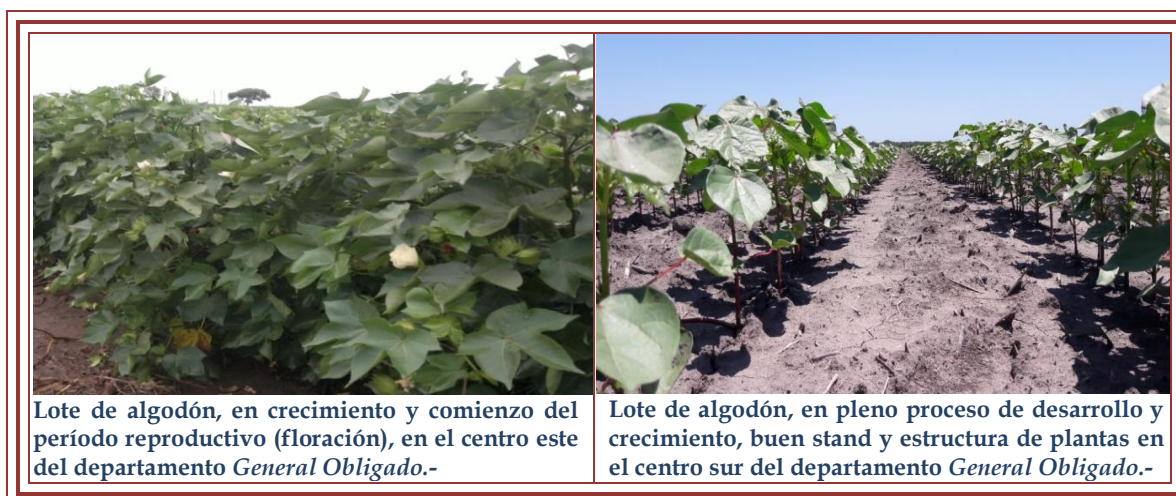 Lote de algodón, en crecimiento y comienzo del
período reproductivo (floración), en el centro este
del departamento General Obligado.-
Lote de algodón, en pleno proceso de desarrollo y
crecimiento, buen stand y estructura de plantas en
el centro sur del departamento General Obligado.-